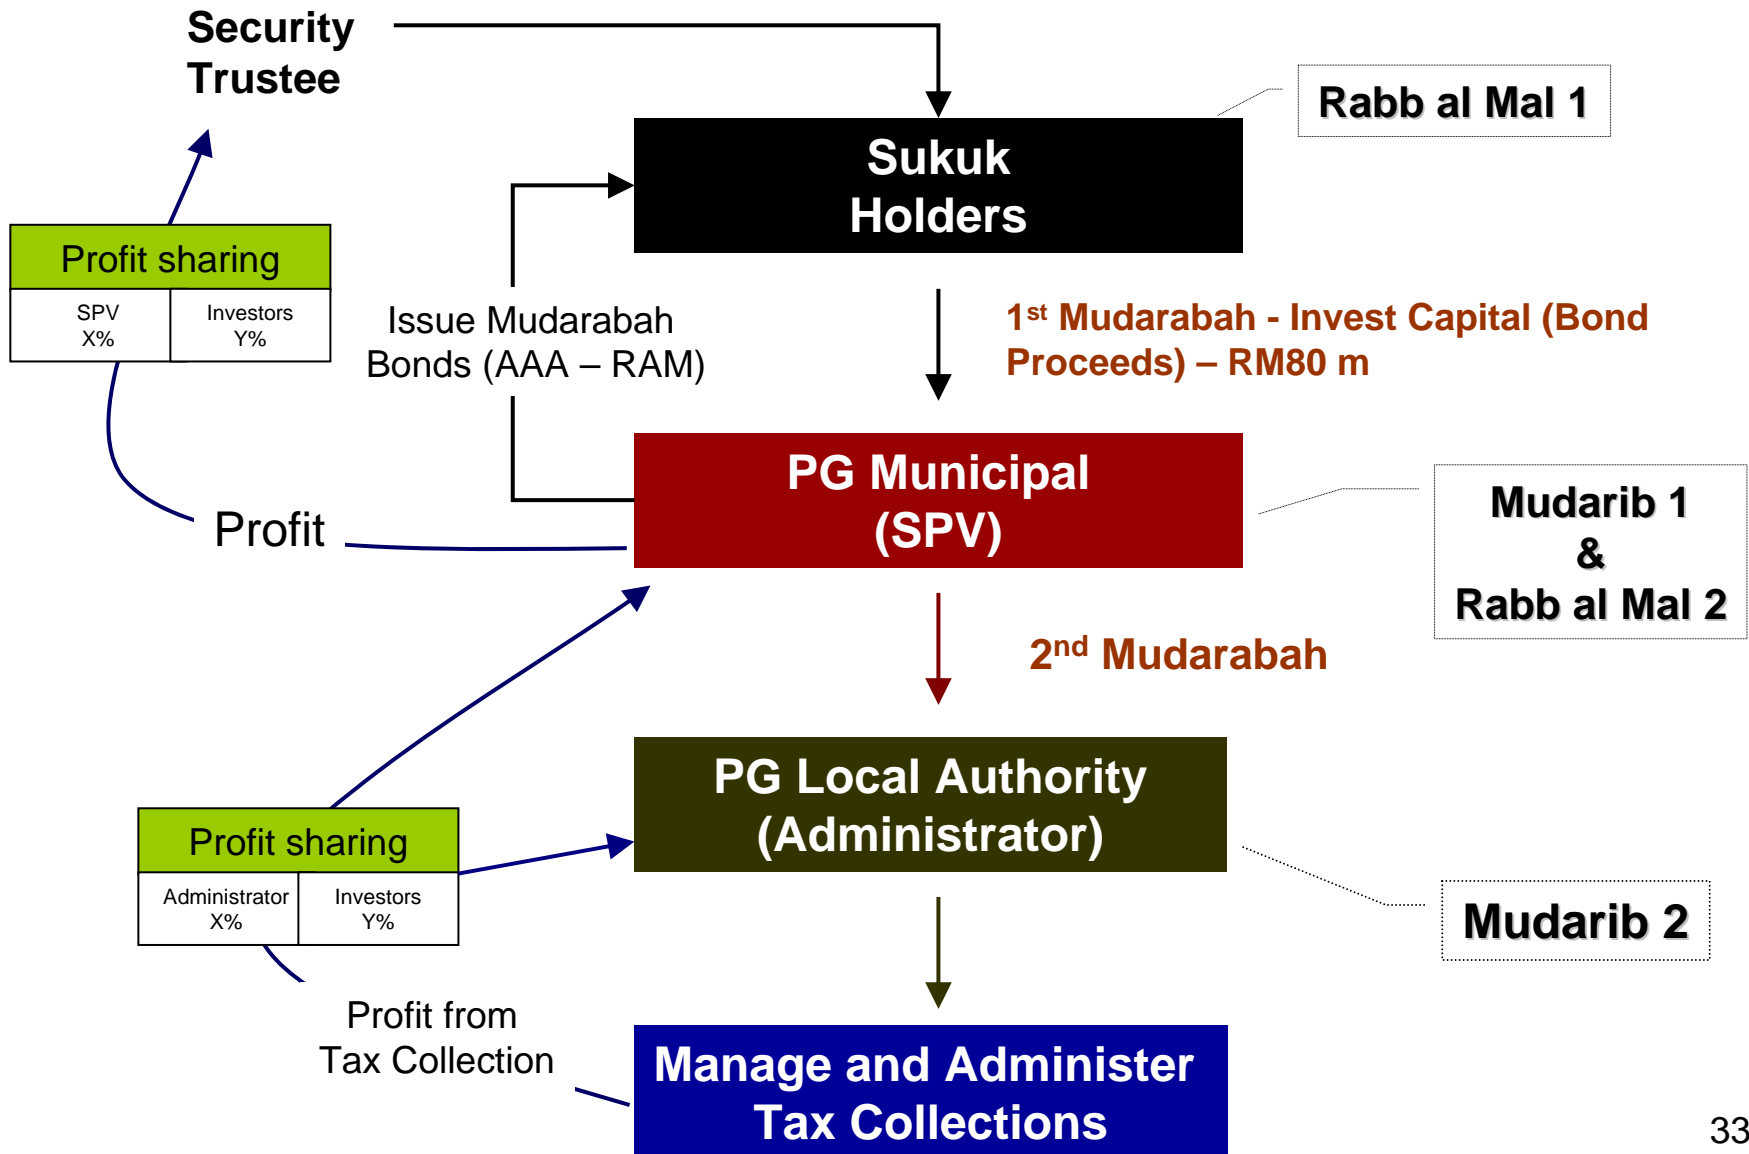 Security
Trustee
Rabb al Mal 1
Sukuk
Holders
Profit sharing
SPV
X%
Investors
Y%
Issue Mudarabah
Bonds (AAA – RAM)
1st Mudarabah - Invest Capital (Bond
Proceeds) – RM80 m
PG Municipal
(SPV)
Mudarib 1
&
Rabb al Mal 2
Profit
2nd Mudarabah
PG Local Authority
(Administrator)
Profit sharing
Administrator
X%
Investors
Y%
Mudarib 2
Profit from
Tax Collection
Manage and Administer
Tax Collections
33